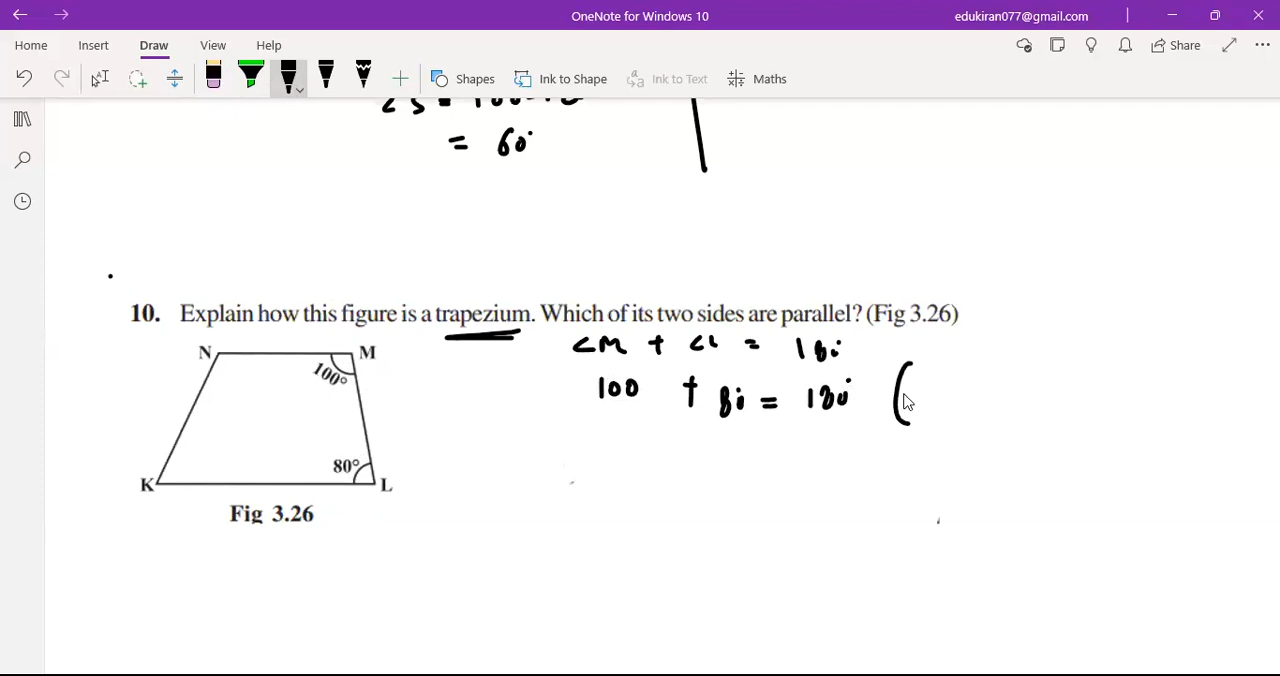 OneNote for Windows 10
edukiran077@gmail.com
Home Insert Draw View Help
Share
Shapes Ink to Shape Ink to Text Maths
= 60°
10. Explain how this figure is a trapezium. Which of its two sides are parallel? (Fig 3.26)
∠M + ∠L = 180°
100 + 80° = 180° (
N M
100°
80°
K L
Fig 3.26